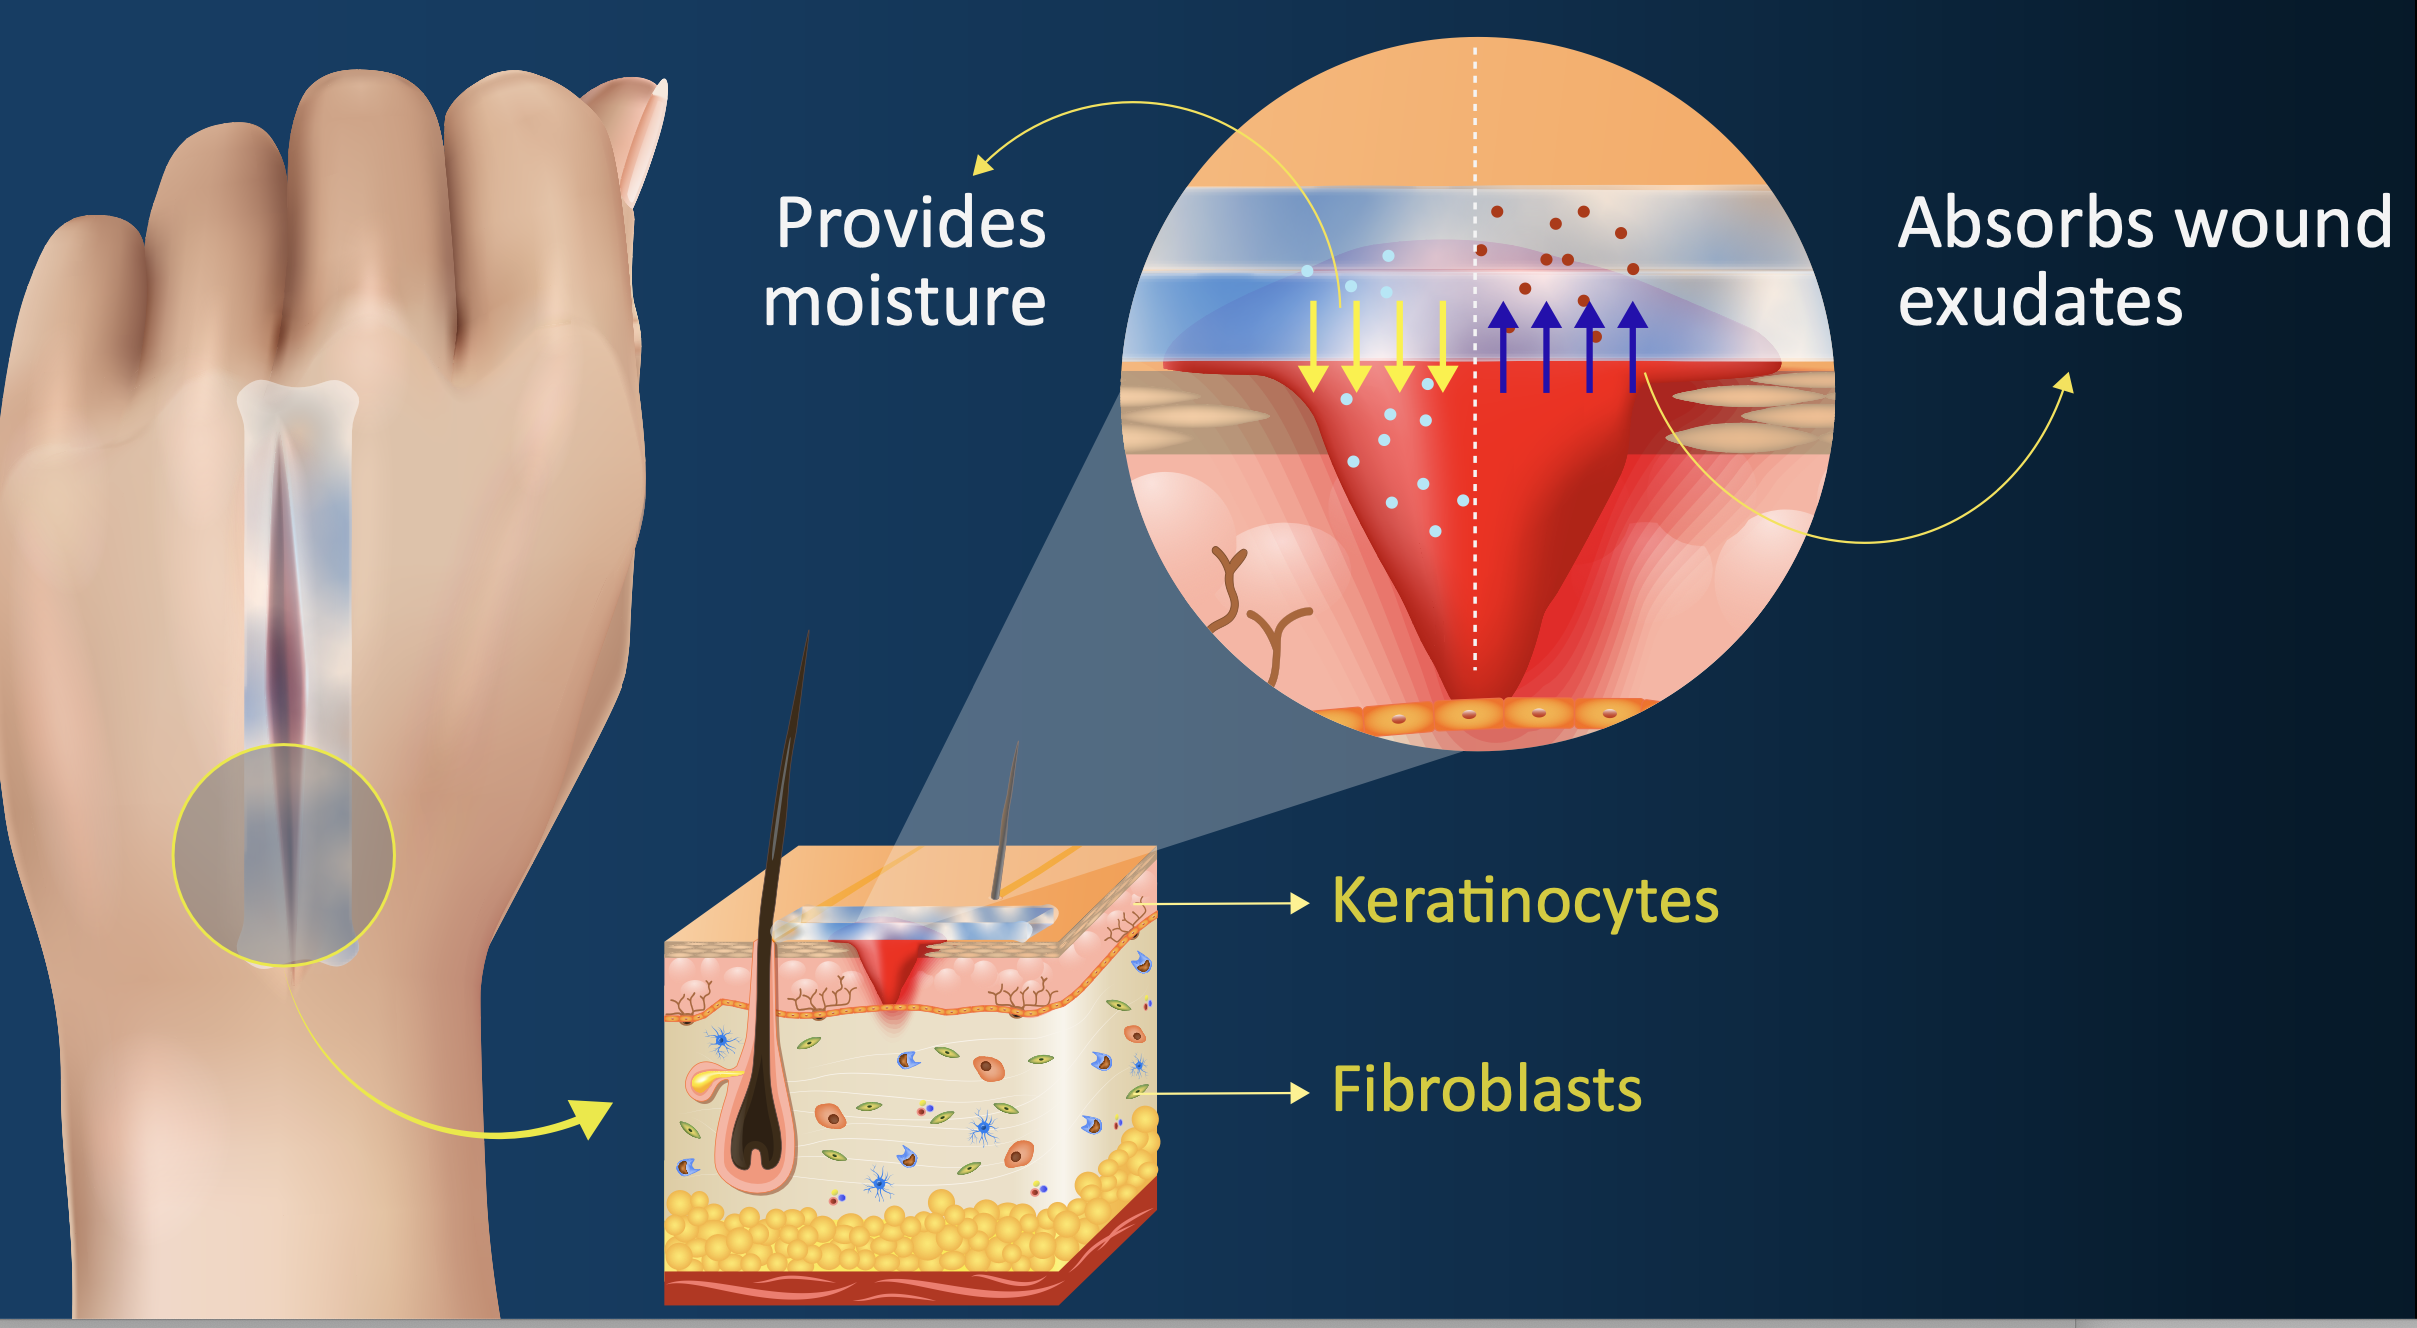 Provides
moisture
Absorbs wound
exudates
Keratinocytes
Fibroblasts